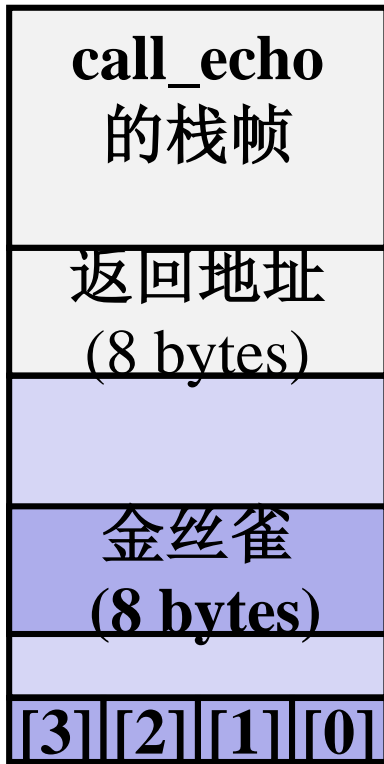 call_echo
的栈帧
返回地址
(8 bytes)
金丝雀
(8 bytes)
[3] [2] [1] [0]